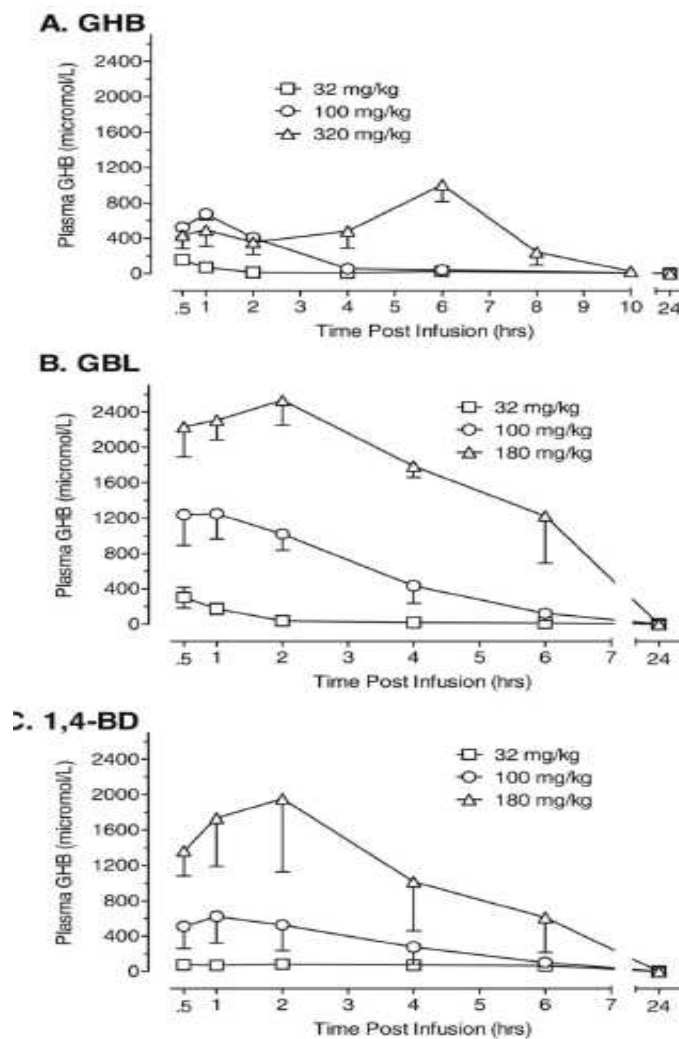 A. GHB
Plasma GHB (micromol/L)
2400
2000
1600
1200
800
400
0
32 mg/kg
100 mg/kg
320 mg/kg
.5 1 2 3 4 5 6 7 8 9 10 24
Time Post Infusion (hrs)
B. GBL
Plasma GHB (micromol/L)
2400
2000
1600
1200
800
400
0
32 mg/kg
100 mg/kg
180 mg/kg
.5 1 2 3 4 5 6 7 24
Time Post Infusion (hrs)
C. 1,4-BD
Plasma GHB (micromol/L)
2400
2000
1600
1200
800
400
0
32 mg/kg
100 mg/kg
180 mg/kg
.5 1 2 3 4 5 6 7 24
Time Post Infusion (hrs)